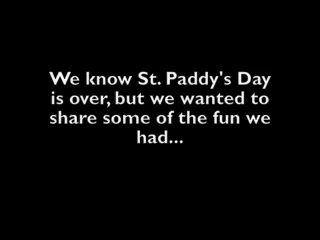 We know St. Paddy's Day
is over, but we wanted to
share some of the fun we
had...